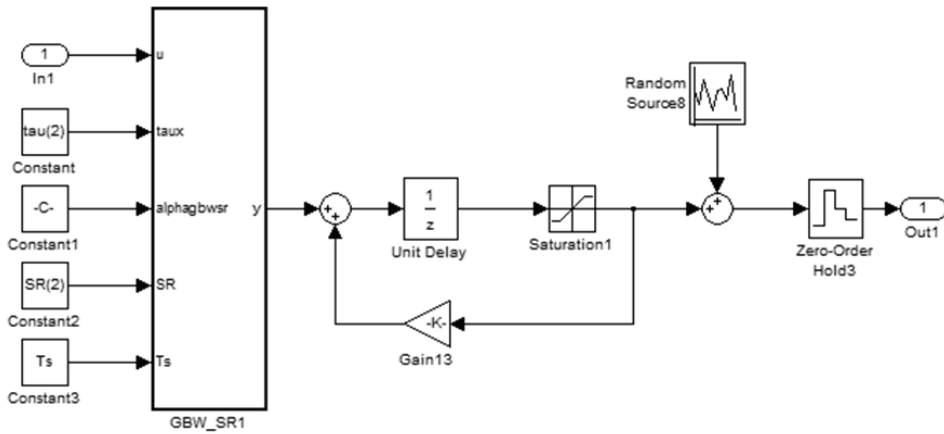 1
In1
u
tau(2)
Constant
taux
-C-
Constant1
alphagbwsr
y
SR(2)
Constant2
SR
Ts
Constant3
Ts
GBW_SR1
+
+
1
z
Unit Delay
Saturation1
-K-
Gain13
Random
Source8
+
+
Zero-Order
Hold3
1
Out1